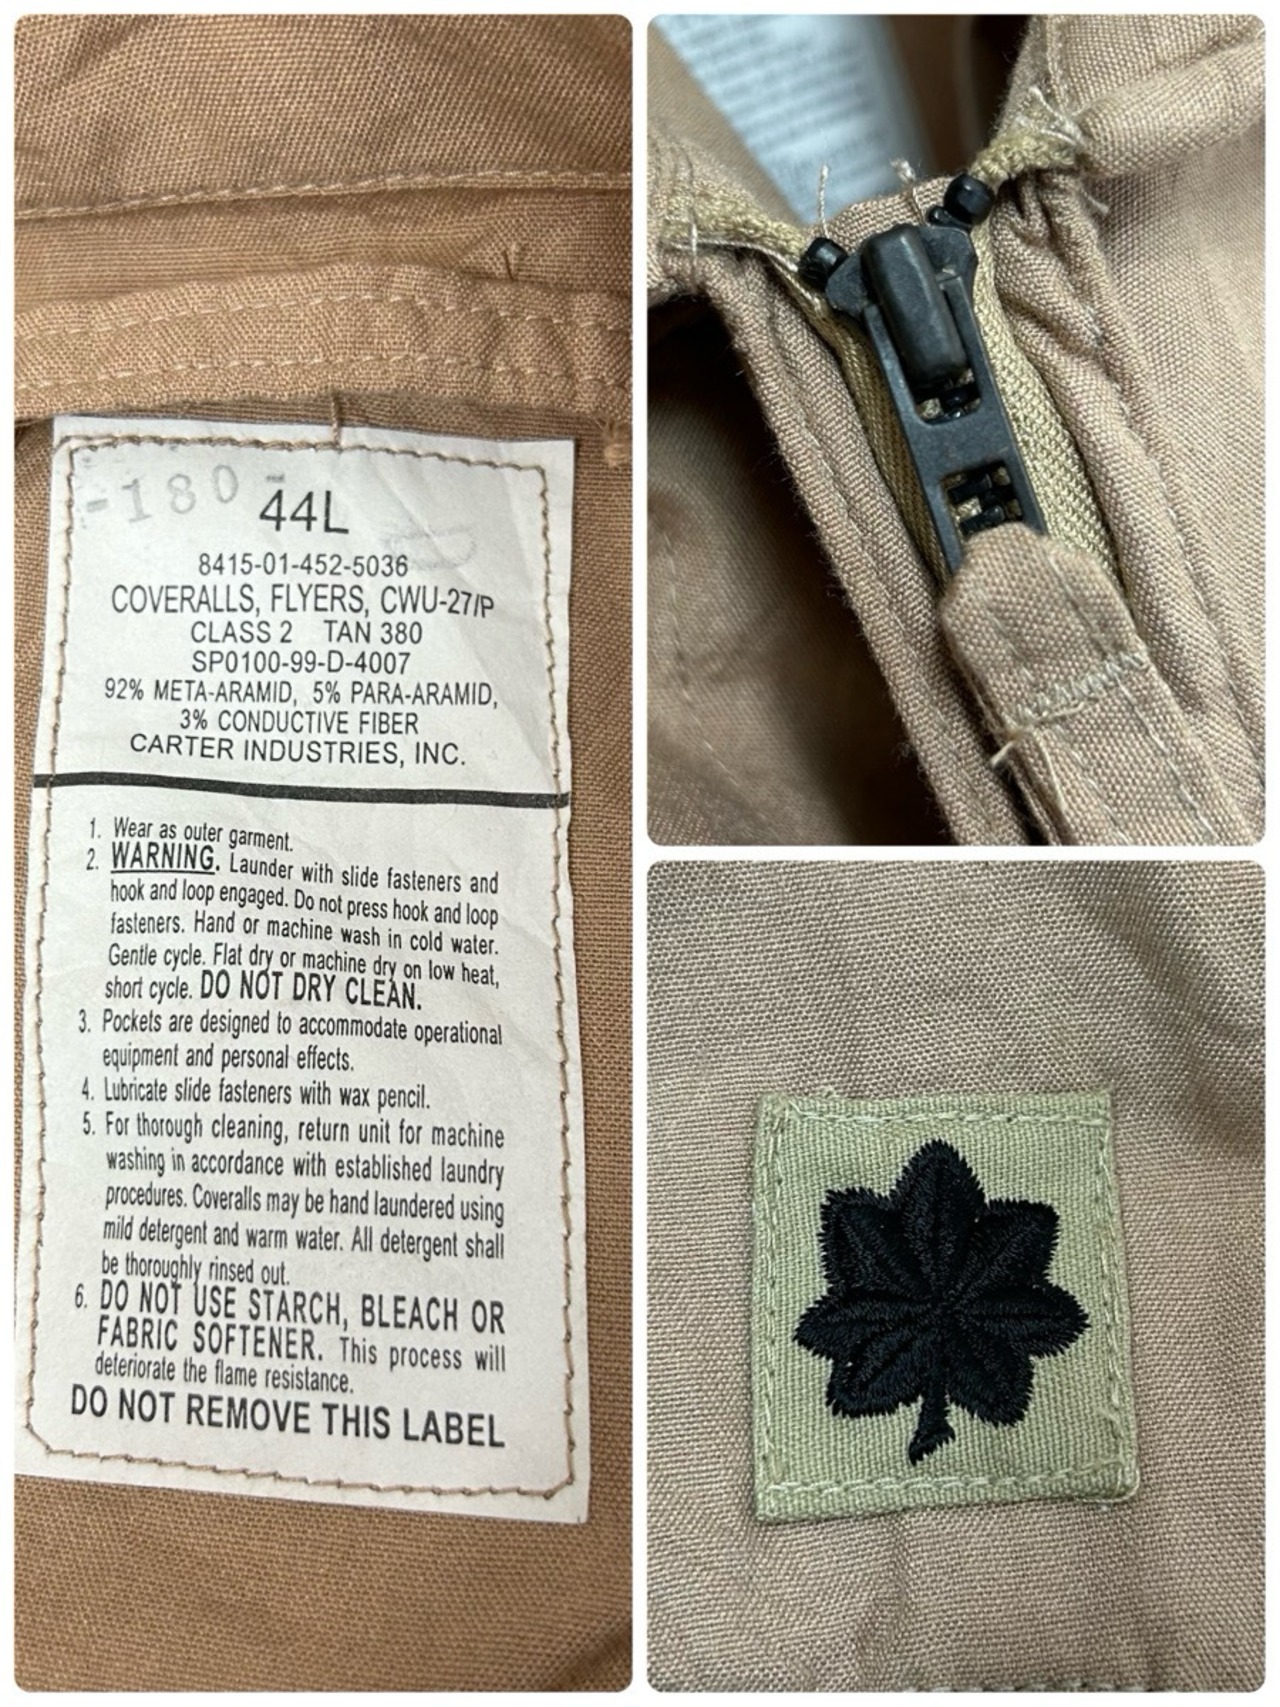 -180-
44L
8415-01-452-5036
COVERALLS, FLYERS, CWU-27/P
CLASS 2 TAN 380
SP0100-99-D-4007
92% META-ARAMID, 5% PARA-ARAMID,
3% CONDUCTIVE FIBER
CARTER INDUSTRIES, INC.
1. Wear as outer garment.
2. WARNING. Launder with slide fasteners and
hook and loop engaged. Do not press hook and loop
fasteners. Hand or machine wash in cold water.
Gentle cycle. Flat dry or machine dry on low heat,
short cycle. DO NOT DRY CLEAN.
3. Pockets are designed to accommodate operational
equipment and personal effects.
4. Lubricate slide fasteners with wax pencil.
5. For thorough cleaning, return unit for machine
washing in accordance with established laundry
procedures. Coveralls may be hand laundered using
mild detergent and warm water. All detergent shall
be thoroughly rinsed out.
6. DO NOT USE STARCH, BLEACH OR
FABRIC SOFTENER. This process will
deteriorate the flame resistance.
DO NOT REMOVE THIS LABEL